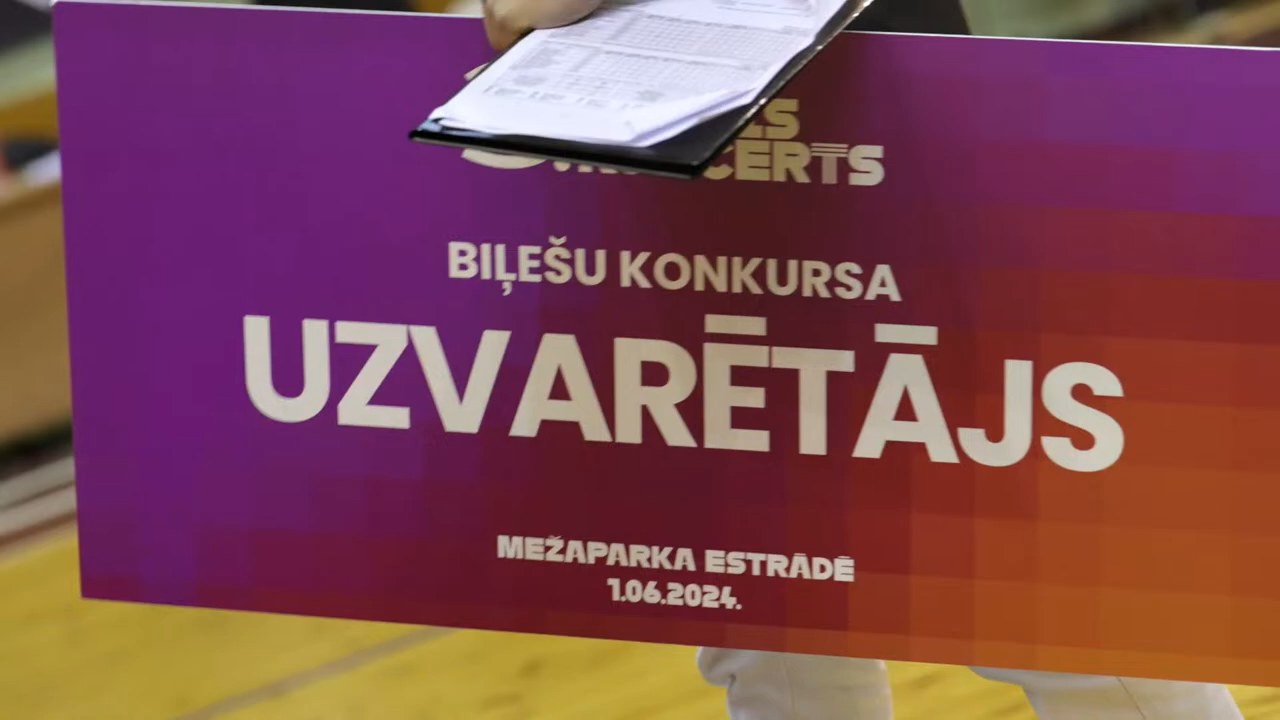 BIĻEŠU KONKURSA
UZVARĒTĀJS
MEŽAPARKA ESTRĀDĒ
1.06.2024.